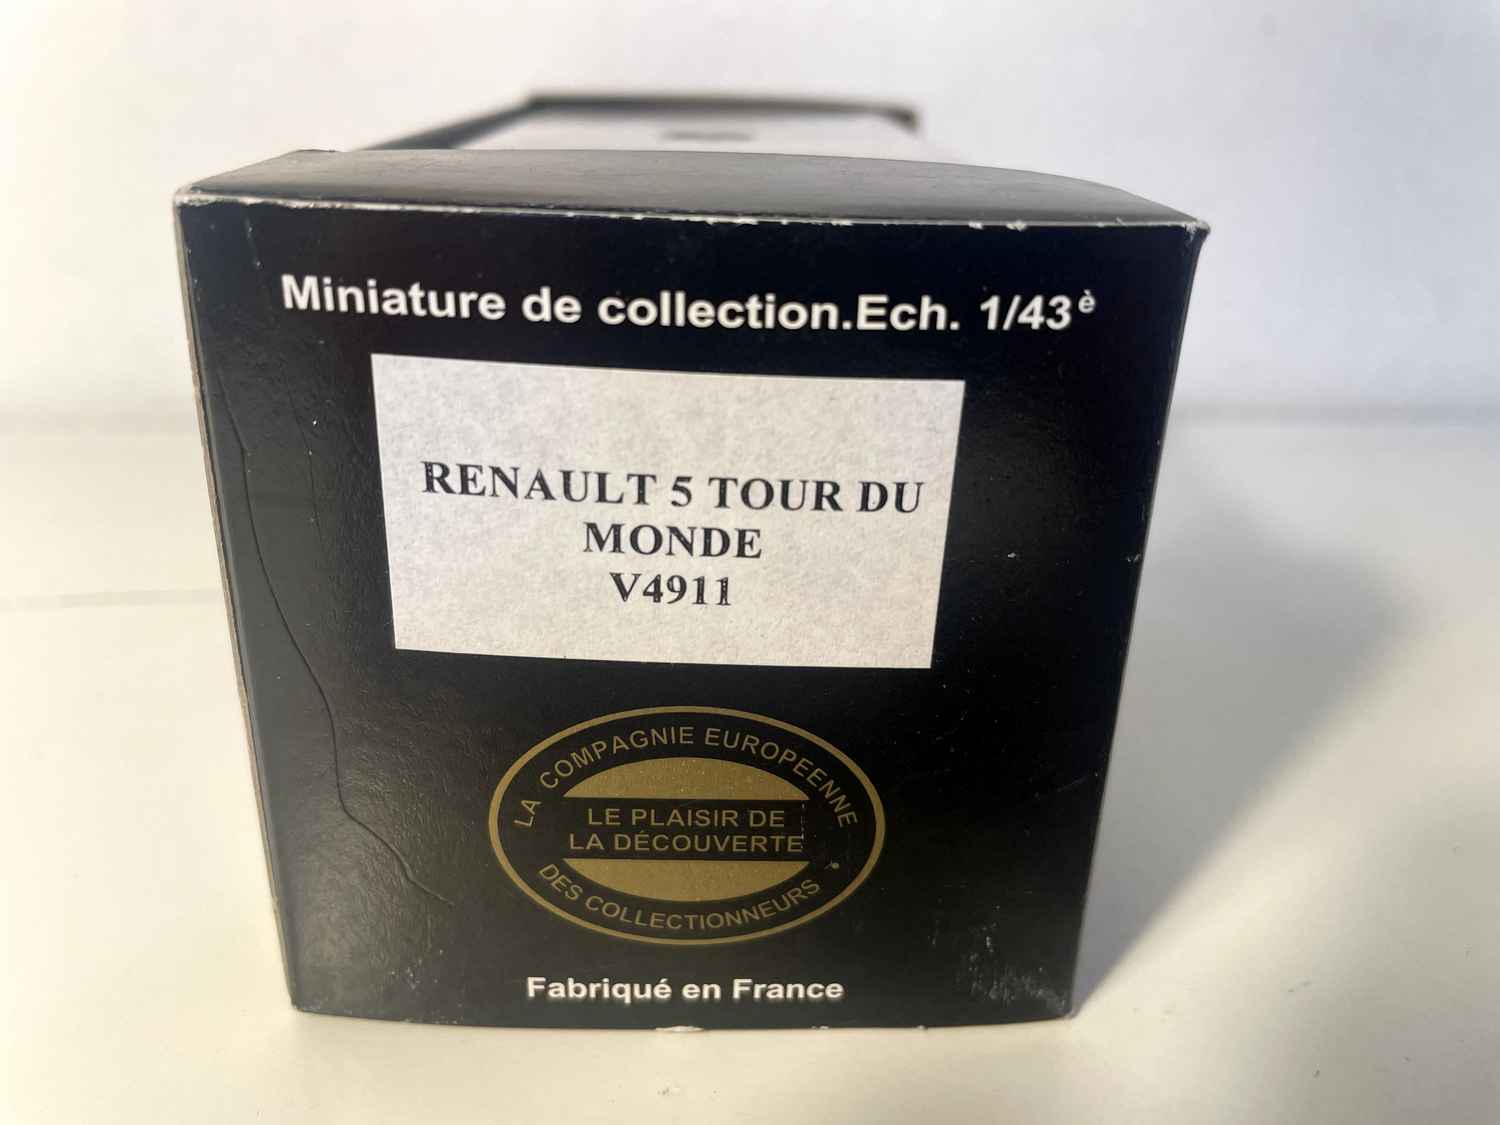 Miniature de collection.Ech. 1/43è
RENAULT 5 TOUR DU
MONDE
V4911
LA COMPAGNIE EUROPEENNE
LE PLAISIR DE
LA DÉCOUVERTE
DES COLLECTIONNEURS
Fabriqué en France